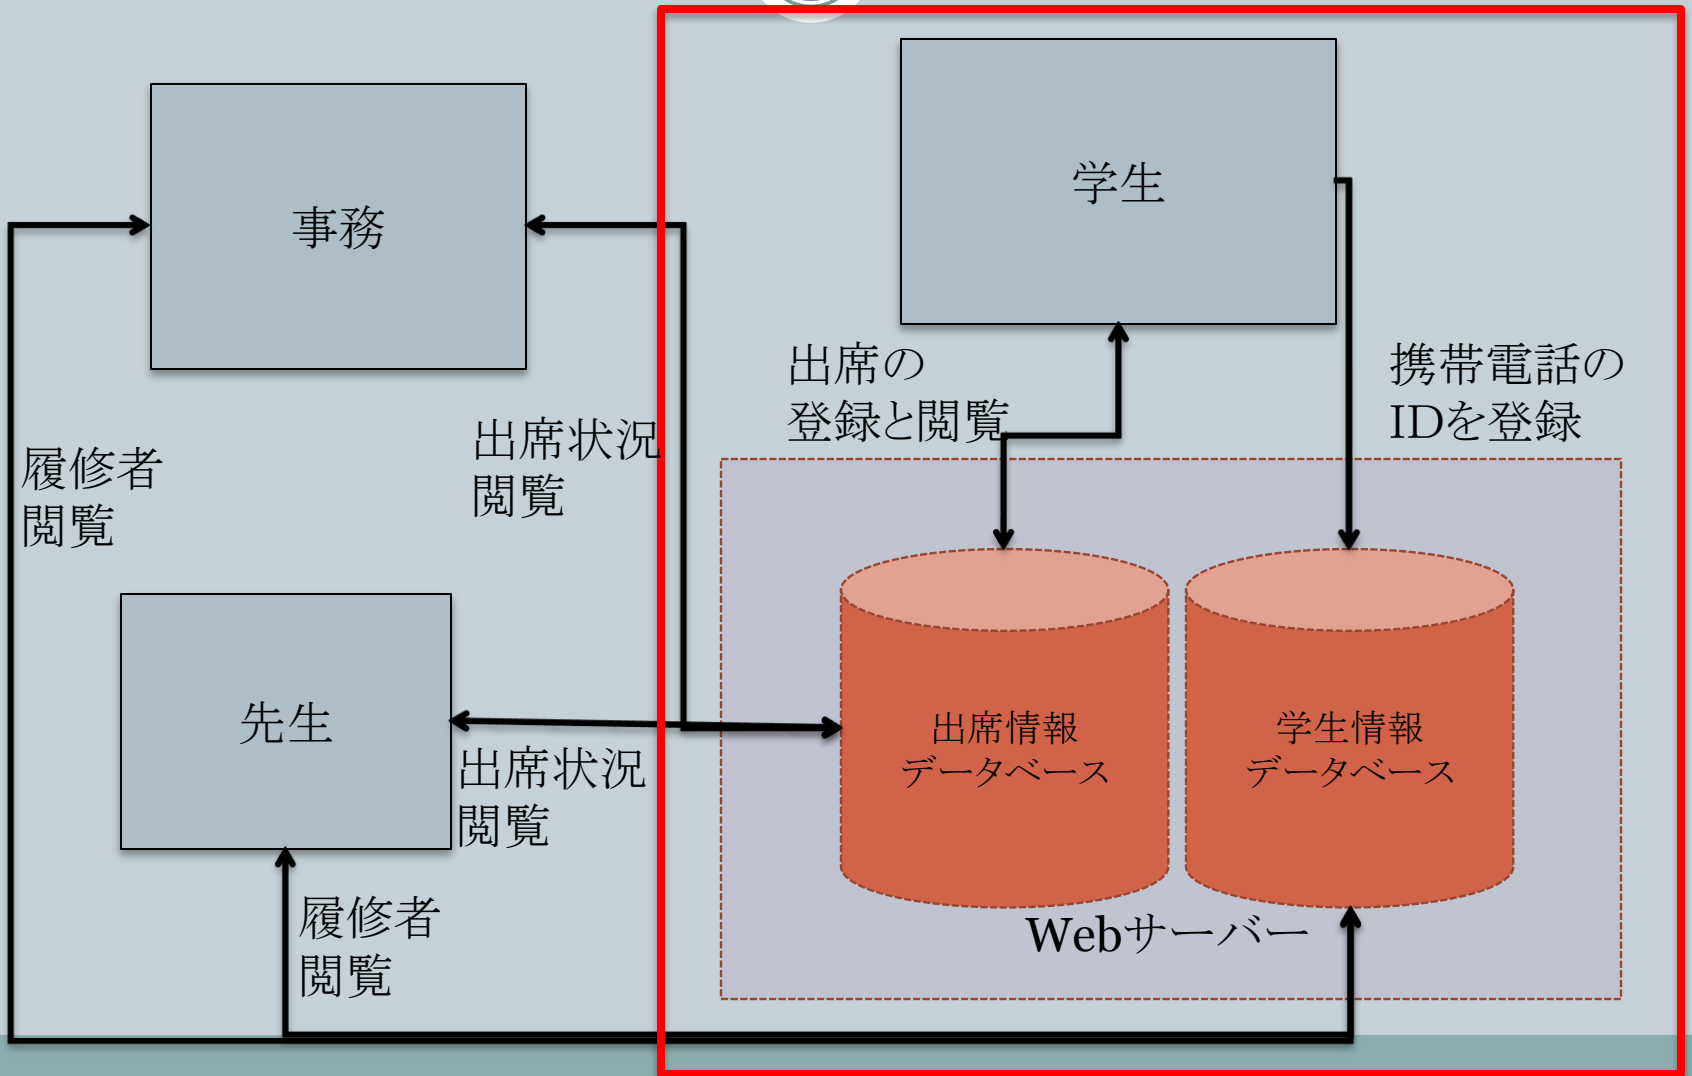 学生
事務
出席の
登録と閲覧
携帯電話の
IDを登録
出席状況
閲覧
履修者
閲覧
先生
出席状況
閲覧
出席情報
データベース
学生情報
データベース
履修者
閲覧
Webサーバー